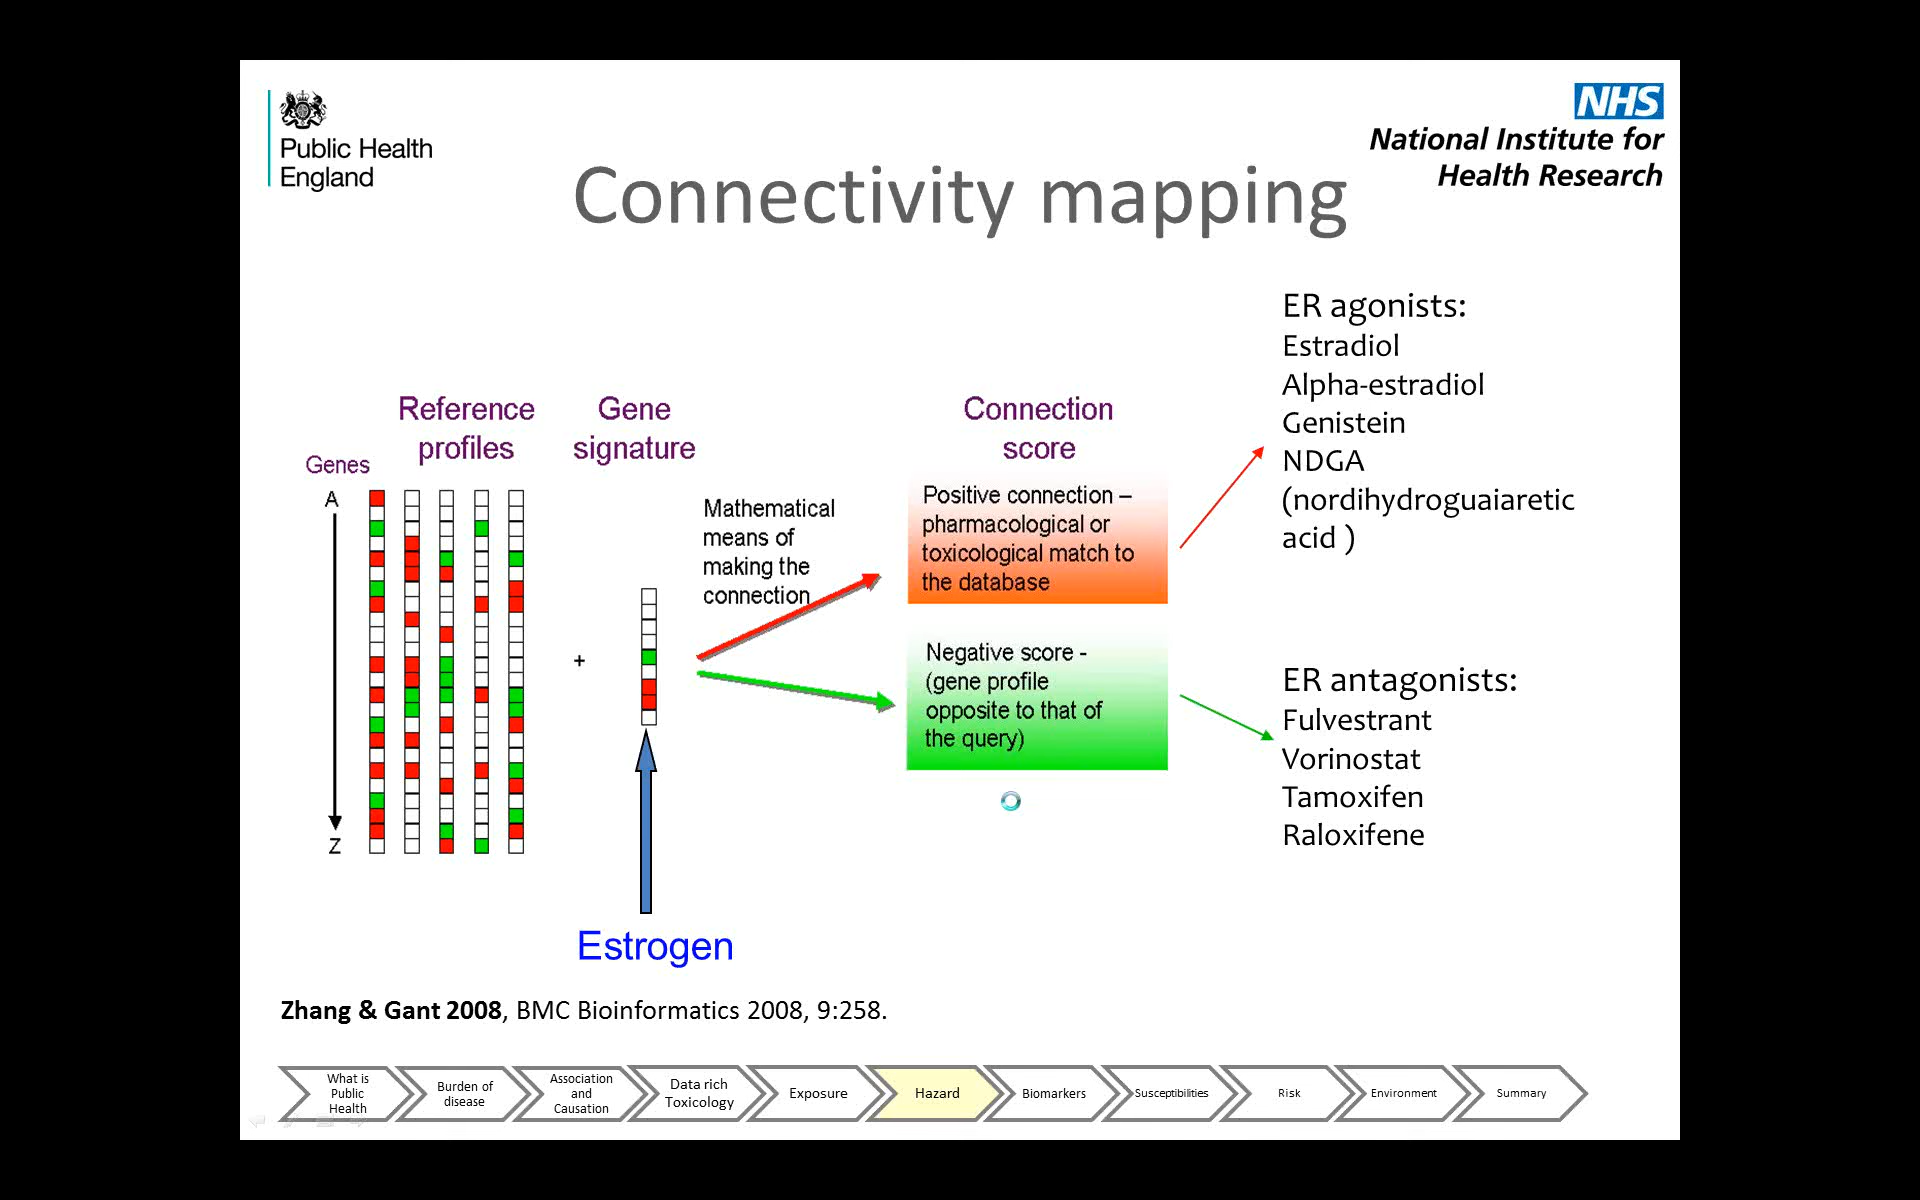 Public Health
England
NHS
National Institute for
Health Research
Connectivity mapping
Genes
A
Z
Reference
profiles
Gene
signature
+
Estrogen
Mathematical
means of
making the
connection
Connection
score
Positive connection –
pharmacological or
toxicological match to
the database
Negative score -
(gene profile
opposite to that of
the query)
ER agonists:
Estradiol
Alpha-estradiol
Genistein
NDGA
(nordihydroguaiaretic
acid )
ER antagonists:
Fulvestrant
Vorinostat
Tamoxifen
Raloxifene
Zhang & Gant 2008, BMC Bioinformatics 2008, 9:258.
What is
Public
Health
Burden of
disease
Association
and
Causation
Data rich
Toxicology
Exposure
Hazard
Biomarkers
Susceptibilities
Risk
Environment
Summary